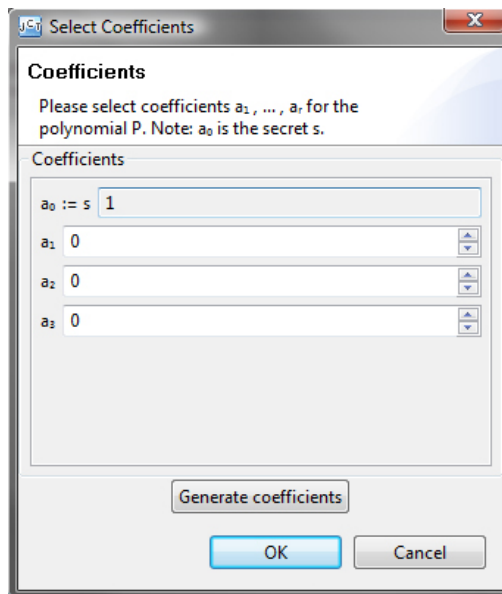 JCT Select Coefficients
Coefficients
Please select coefficients a₁ , ... , aᵣ for the
polynomial P. Note: a₀ is the secret s.
Coefficients
a₀ := s 1
a₁ 0
a₂ 0
a₃ 0
Generate coefficients
OK Cancel